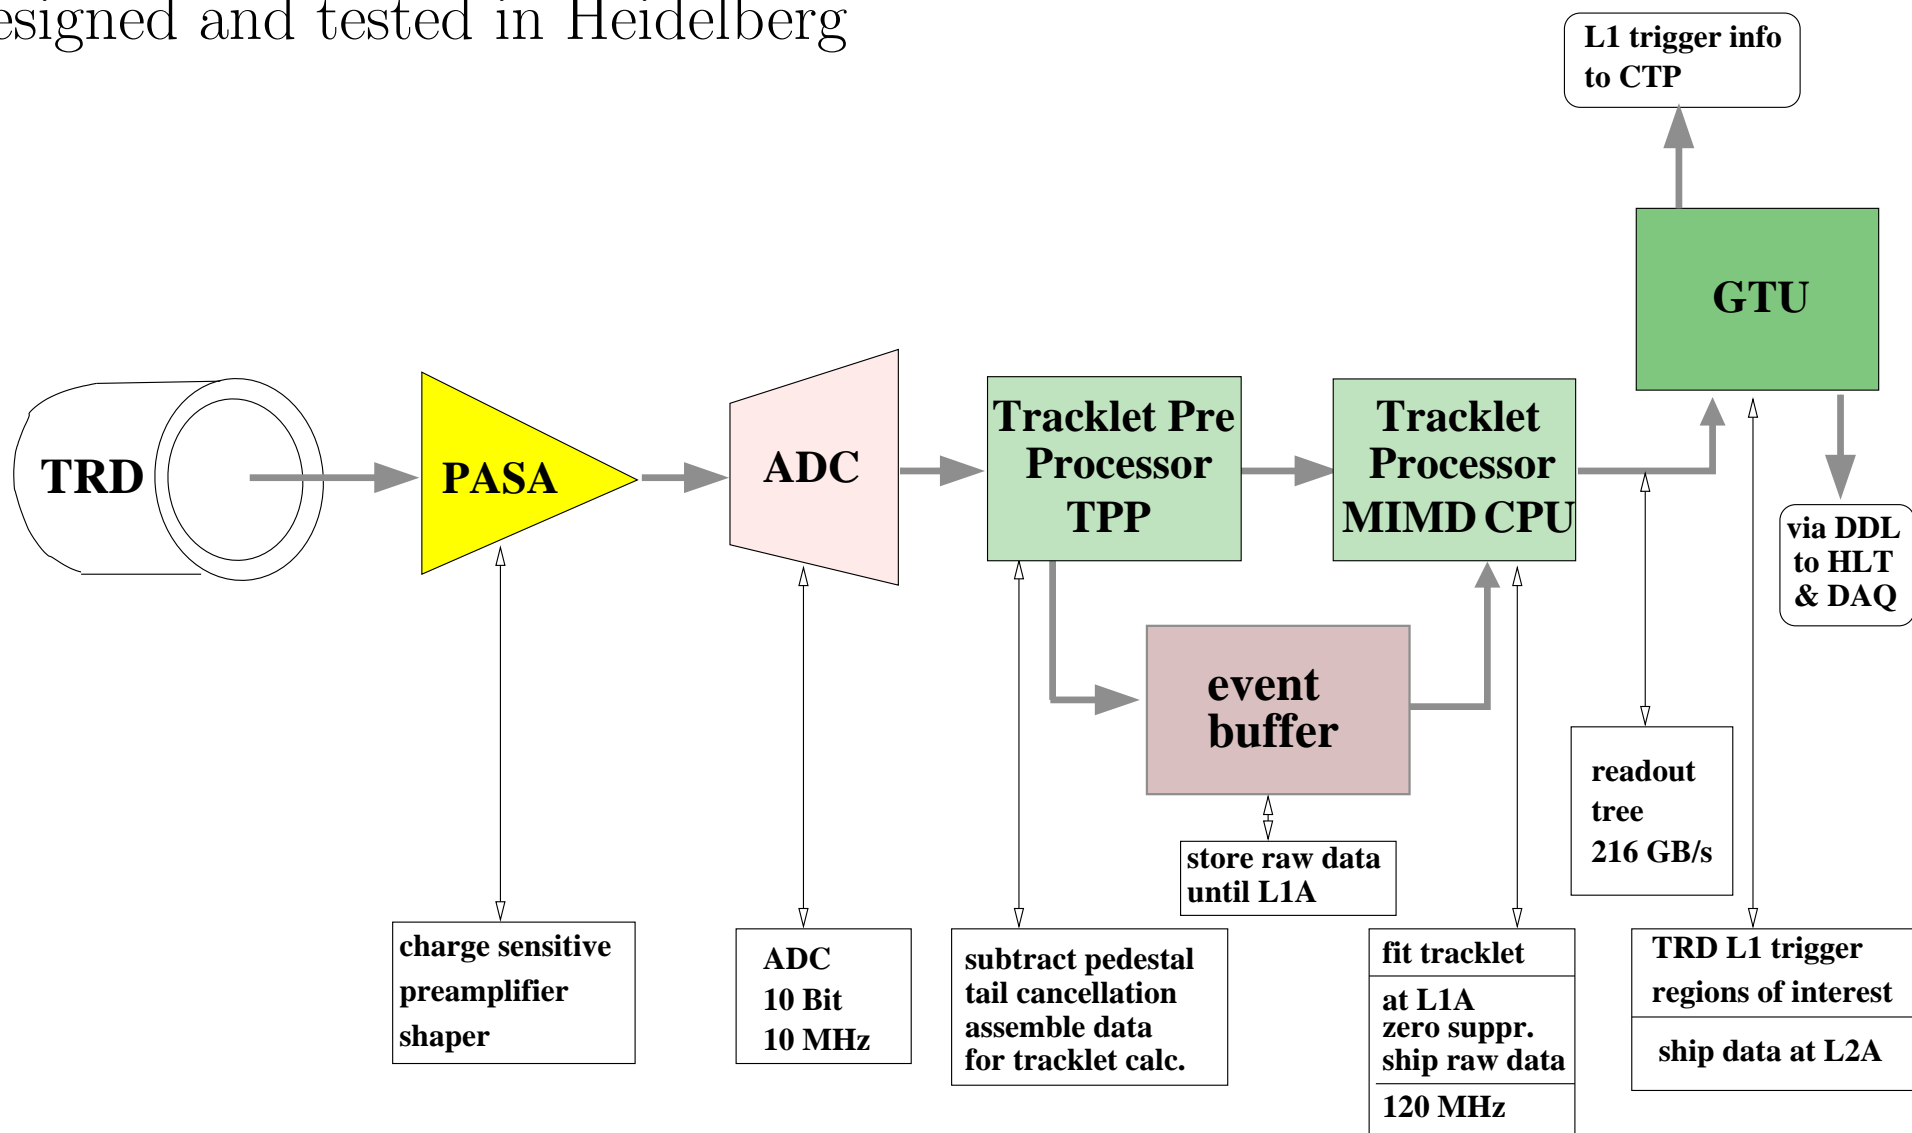 esigned and tested in Heidelberg
L1 trigger info
to CTP
GTU
TRD
PASA
ADC
Tracklet Pre
Processor
TPP
Tracklet
Processor
MIMD CPU
via DDL
to HLT
& DAQ
event
buffer
readout
tree
216 GB/s
store raw data
until L1A
charge sensitive
preamplifier
shaper
ADC
10 Bit
10 MHz
subtract pedestal
tail cancellation
assemble data
for tracklet calc.
fit tracklet
at L1A
zero suppr.
ship raw data
120 MHz
TRD L1 trigger
regions of interest
ship data at L2A